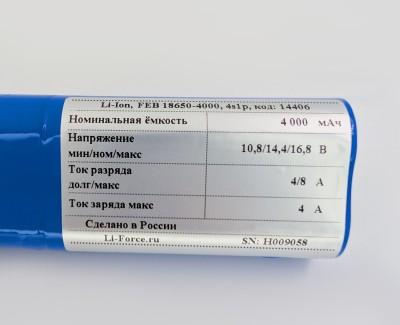 Li-Ion, FEB 18650-4000, 4s1p, код: 14406
Номинальная ёмкость 4 000 мАч
Напряжение
мин/ном/макс 10,8/14,4/16,8 В
Ток разряда
долг/макс 4/8 А
Ток заряда макс 4 А
Сделано в России
Li-Force.ru SN: H009058